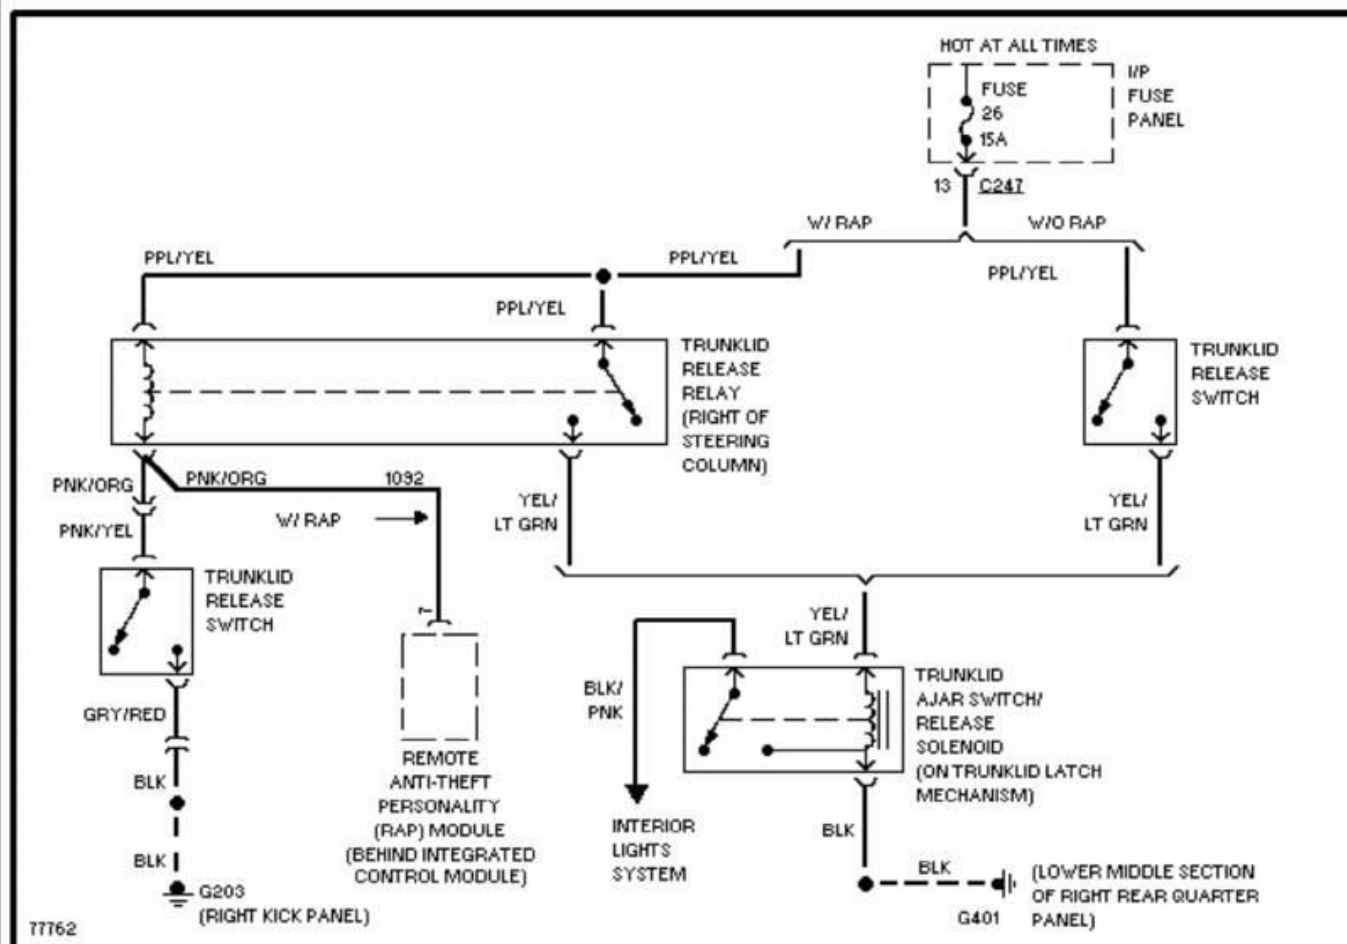 HOT AT ALL TIMES
I/P
FUSE
PANEL
FUSE
26
15A
13 C247
W/ RAP
W/O RAP
PPL/YEL
PPL/YEL
PPL/YEL
PPL/YEL
TRUNKLID
RELEASE
RELAY
(RIGHT OF
STEERING
COLUMN)
TRUNKLID
RELEASE
SWITCH
PNK/ORG
PNK/ORG
1092
W/ RAP
PNK/YEL
YEL/
LT GRN
YEL/
LT GRN
TRUNKLID
RELEASE
SWITCH
7
YEL/
LT GRN
GRY/RED
BLK
BLK
G203
(RIGHT KICK PANEL)
REMOTE
ANTI-THEFT
PERSONALITY
(RAP) MODULE
(BEHIND INTEGRATED
CONTROL MODULE)
BLK/
PNK
INTERIOR
LIGHTS
SYSTEM
TRUNKLID
AJAR SWITCH/
RELEASE
SOLENOID
(ON TRUNKLID LATCH
MECHANISM)
BLK
BLK
G401
(LOWER MIDDLE SECTION
OF RIGHT REAR QUARTER
PANEL)
77762